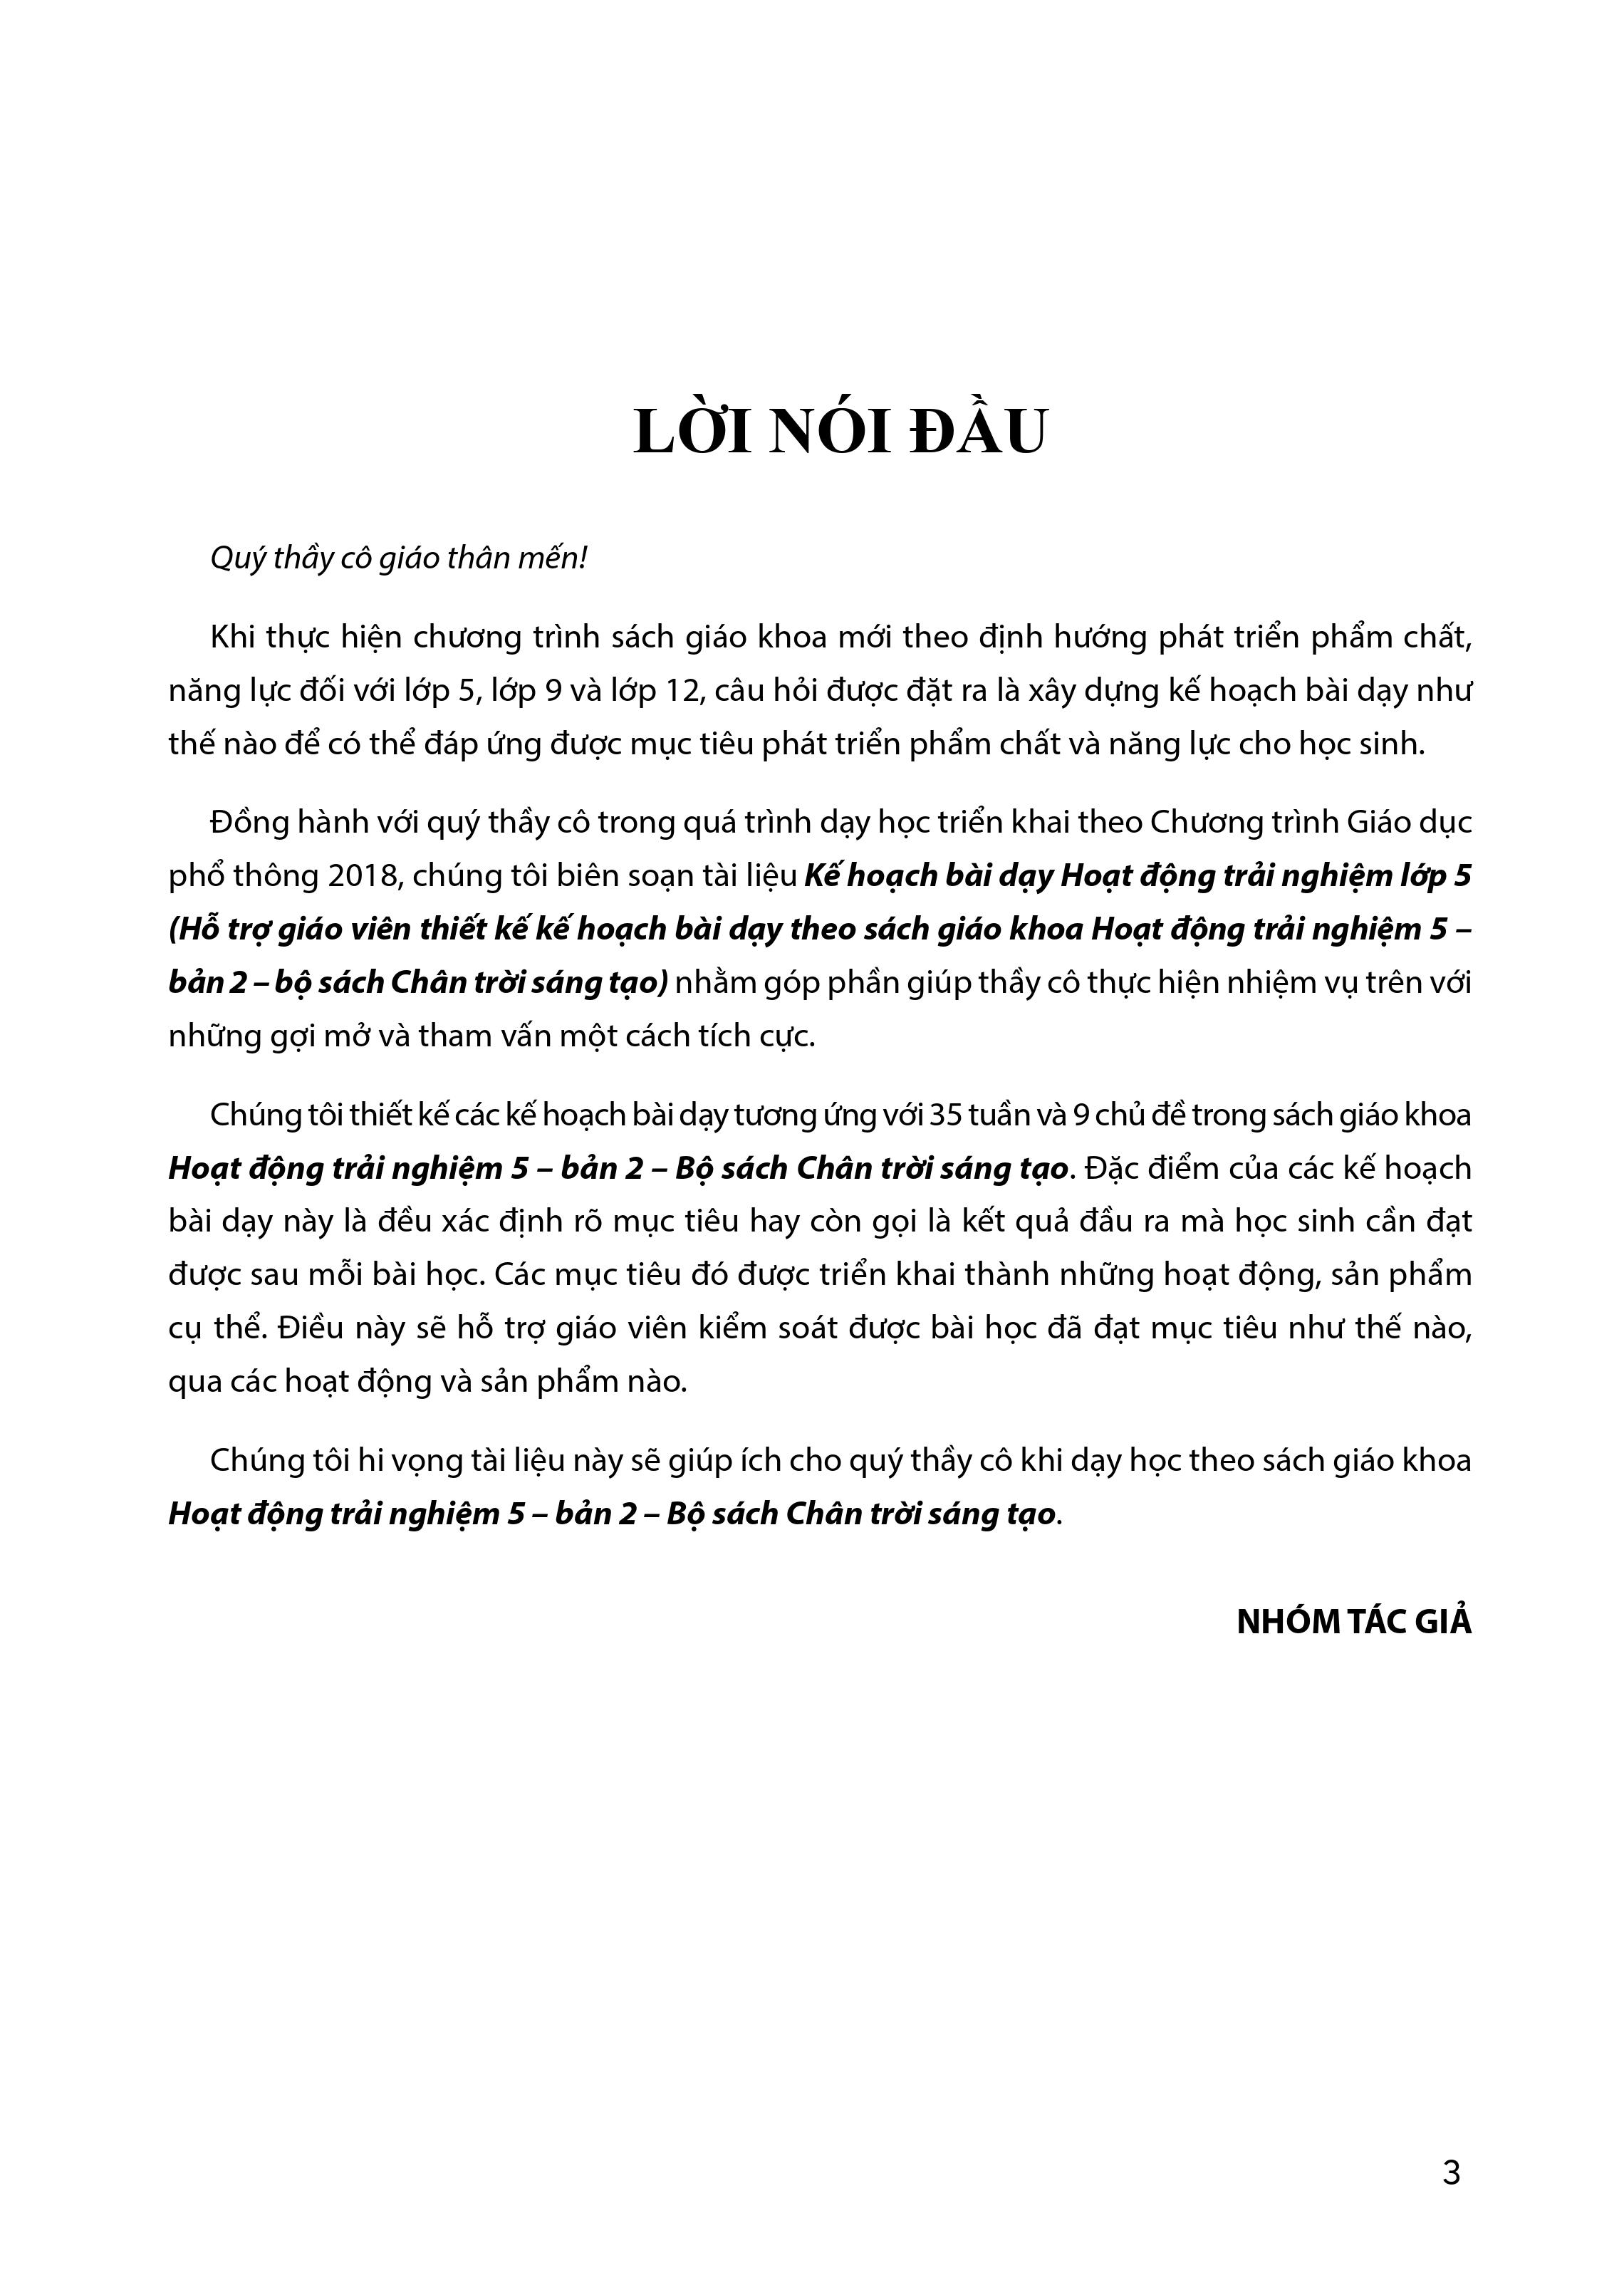 LỜI NÓI ĐẦU
Quý thầy cô giáo thân mến!
Khi thực hiện chương trình sách giáo khoa mới theo định hướng phát triển phẩm chất,
năng lực đối với lớp 5, lớp 9 và lớp 12, câu hỏi được đặt ra là xây dựng kế hoạch bài dạy như
thế nào để có thể đáp ứng được mục tiêu phát triển phẩm chất và năng lực cho học sinh.
Đồng hành với quý thầy cô trong quá trình dạy học triển khai theo Chương trình Giáo dục
phổ thông 2018, chúng tôi biên soạn tài liệu Kế hoạch bài dạy Hoạt động trải nghiệm lớp 5
(Hỗ trợ giáo viên thiết kế kế hoạch bài dạy theo sách giáo khoa Hoạt động trải nghiệm 5 –
bản 2 – bộ sách Chân trời sáng tạo) nhằm góp phần giúp thầy cô thực hiện nhiệm vụ trên với
những gợi mở và tham vấn một cách tích cực.
Chúng tôi thiết kế các kế hoạch bài dạy tương ứng với 35 tuần và 9 chủ đề trong sách giáo khoa
Hoạt động trải nghiệm 5 – bản 2 – Bộ sách Chân trời sáng tạo. Đặc điểm của các kế hoạch
bài dạy này là đều xác định rõ mục tiêu hay còn gọi là kết quả đầu ra mà học sinh cần đạt
được sau mỗi bài học. Các mục tiêu đó được triển khai thành những hoạt động, sản phẩm
cụ thể. Điều này sẽ hỗ trợ giáo viên kiểm soát được bài học đã đạt mục tiêu như thế nào,
qua các hoạt động và sản phẩm nào.
Chúng tôi hi vọng tài liệu này sẽ giúp ích cho quý thầy cô khi dạy học theo sách giáo khoa
Hoạt động trải nghiệm 5 – bản 2 – Bộ sách Chân trời sáng tạo.
NHÓM TÁC GIẢ
3